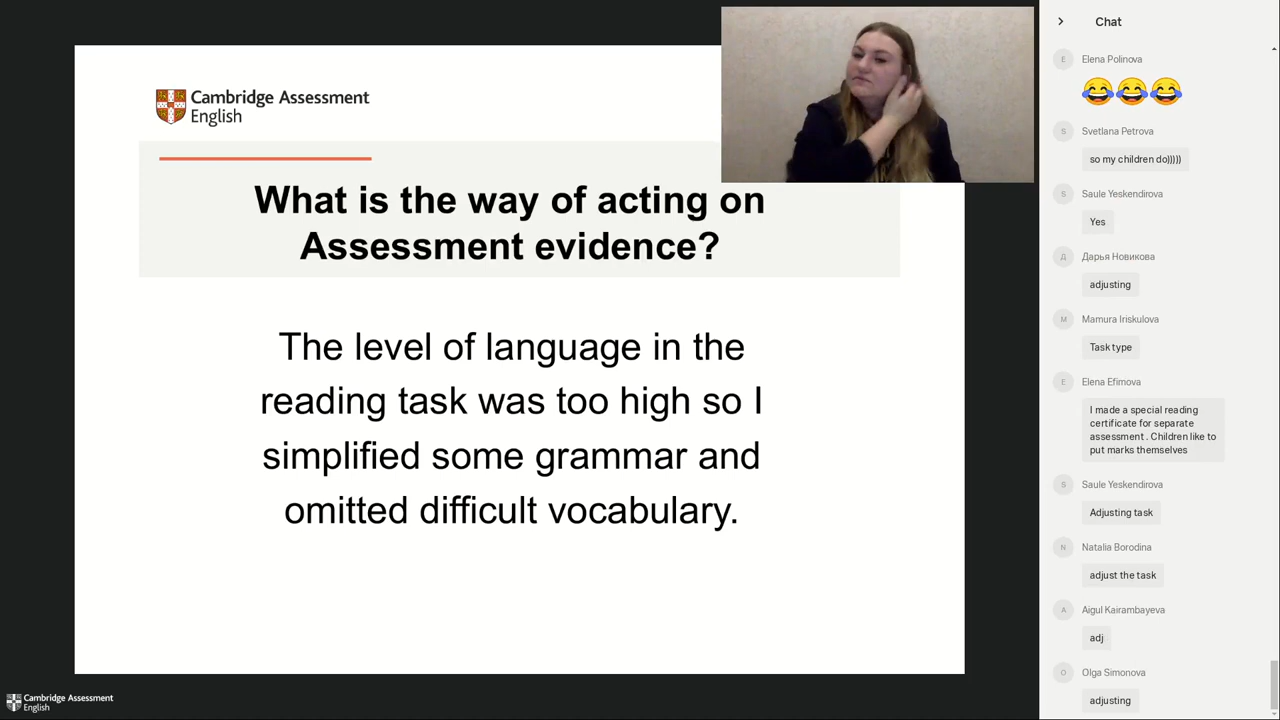 Cambridge Assessment
English
What is the way of acting on
Assessment evidence?
The level of language in the
reading task was too high so I
simplified some grammar and
omitted difficult vocabulary.
Cambridge Assessment
English
Chat
E
Elena Polinova
😂😂😂
S
Svetlana Petrova
so my children do)))))
S
Saule Yeskendirova
Yes
Д
Дарья Новикова
adjusting
M
Mamura Iriskulova
Task type
E
Elena Efimova
I made a special reading
certificate for separate
assessment . Children like to
put marks themselves
S
Saule Yeskendirova
Adjusting task
N
Natalia Borodina
adjust the task
A
Aigul Kairambayeva
adj
O
Olga Simonova
adjusting